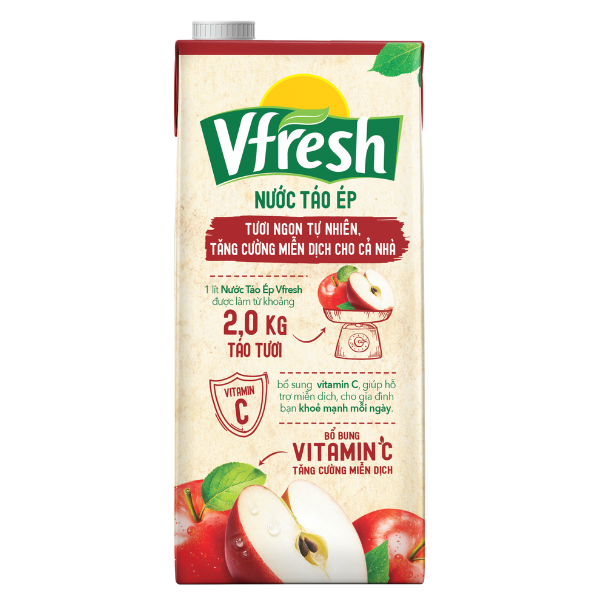 Vfresh
NƯỚC TÁO ÉP
TƯƠI NGON TỰ NHIÊN,
TĂNG CƯỜNG MIỄN DỊCH CHO CẢ NHÀ
1 lít Nước Táo Ép Vfresh
được làm từ khoảng
2,0 KG
TÁO TƯƠI
VITAMIN
C
bổ sung vitamin C, giúp hỗ
trợ miễn dịch, cho gia đình
bạn khoẻ mạnh mỗi ngày.
BỔ BUNG
VITAMIN C
TĂNG CƯỜNG MIỄN DỊCH